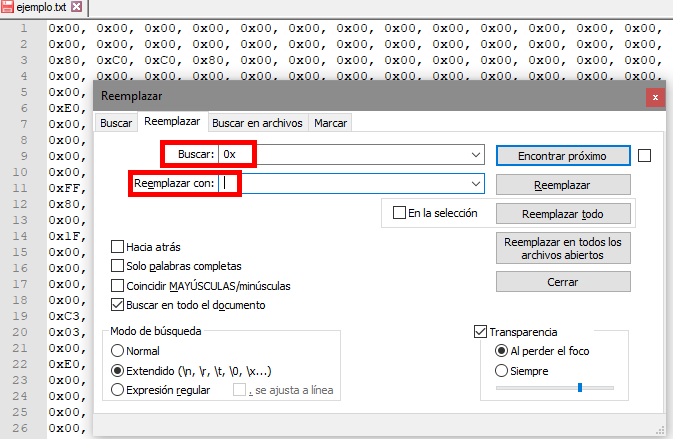 ejemplo.txt
1 0x00, 0x00, 0x00, 0x00, 0x00, 0x00, 0x00, 0x00, 0x00, 0x00, 0x00, 0x00, 0x00,
2 0x00, 0x00, 0x00, 0x00, 0x00, 0x00, 0x00, 0x00, 0x00, 0x00, 0x00, 0x00, 0x00,
3 0x80, 0xC0, 0xC0, 0x80, 0x00, 0x00, 0x00, 0x00, 0x00, 0x00, 0x00, 0x00, 0x00,
4 0x00, 0x00, 0x00, 0x00, 0x00, 0x00, 0x00, 0x00, 0x00, 0x00, 0x00, 0x00, 0x00,
5 0x00,
6 0xE0,
7 0x00,
8 0x00,
9 0x00,
10 0x00,
11 0xFF,
12 0x80,
13 0x00,
14 0x1F,
15 0x00,
16 0x00,
17 0x00,
18 0x00,
19 0xC3,
20 0x03,
21 0x00,
22 0xE0,
23 0x00,
24 0x00,
25 0x00,
26 0x00,
Reemplazar
x
Buscar Reemplazar Buscar en archivos Marcar
Buscar: 0x
Encontrar próximo
Reemplazar con:
Reemplazar
En la selección
Reemplazar todo
Reemplazar en todos los
archivos abiertos
Cerrar
Hacia atrás
Solo palabras completas
Coincidir MAYÚSCULAS/minúsculas
Buscar en todo el documento
Modo de búsqueda
Normal
Extendido (\n, \r, \t, \0, \x...)
Expresión regular
. se ajusta a línea
Transparencia
Al perder el foco
Siempre